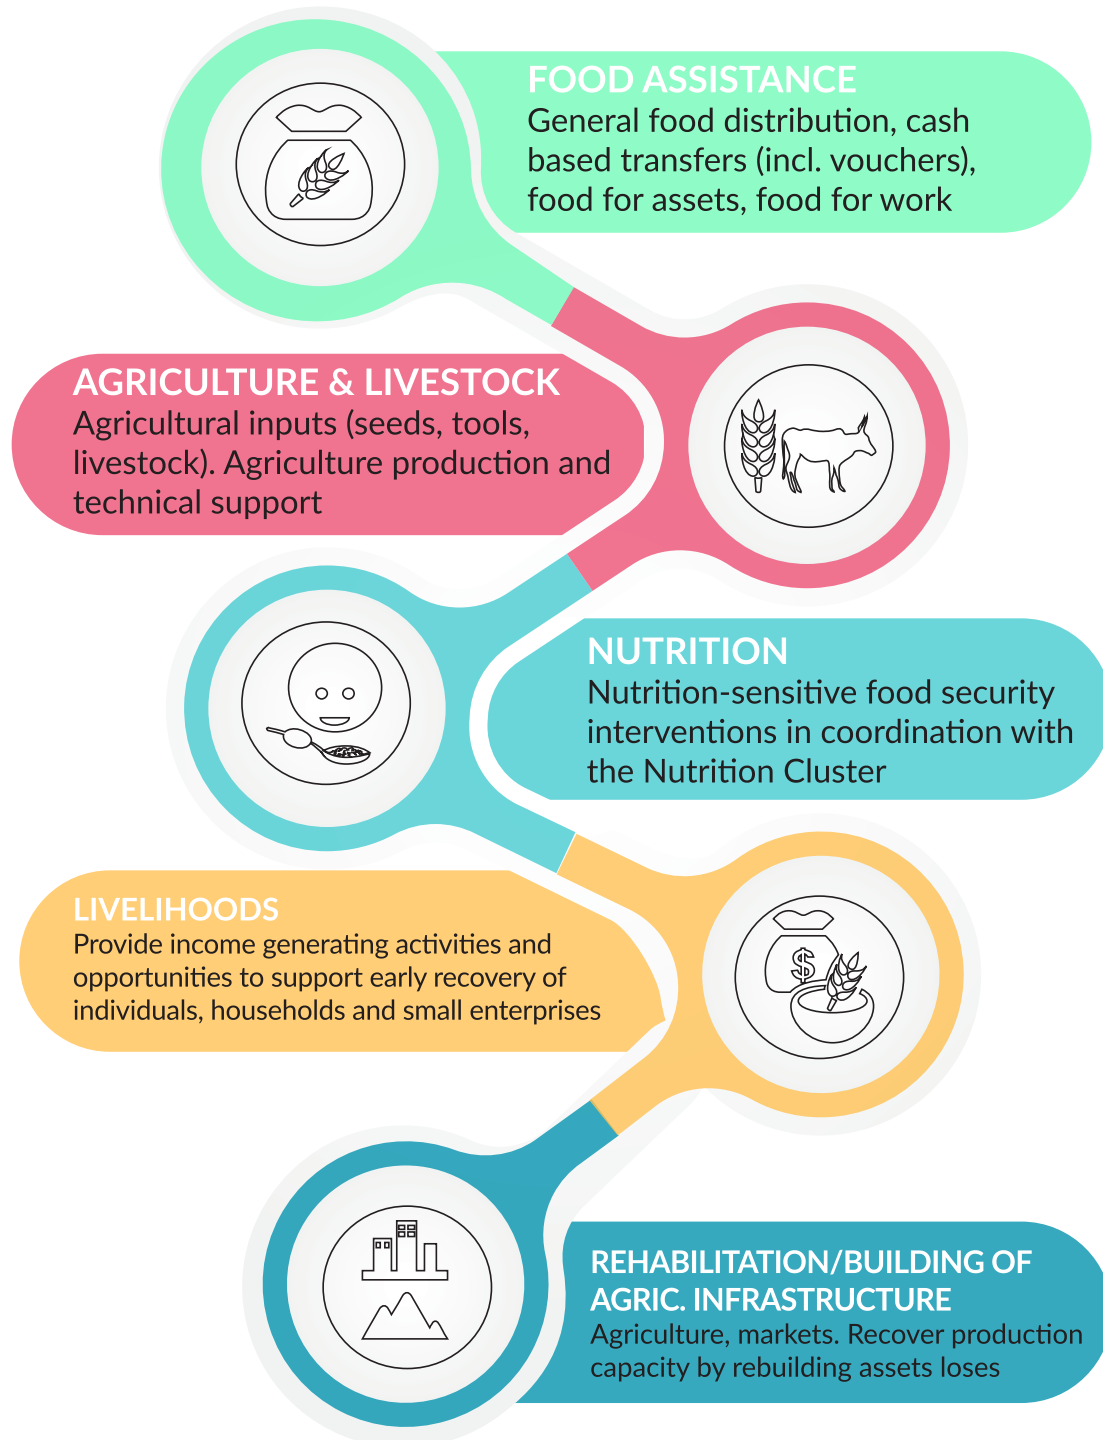 FOOD ASSISTANCE
General food distribution, cash
based transfers (incl. vouchers),
food for assets, food for work
AGRICULTURE & LIVESTOCK
Agricultural inputs (seeds, tools,
livestock). Agriculture production and
technical support
NUTRITION
Nutrition-sensitive food security
interventions in coordination with
the Nutrition Cluster
LIVELIHOODS
Provide income generating activities and
opportunities to support early recovery of
individuals, households and small enterprises
$
REHABILITATION/BUILDING OF
AGRIC. INFRASTRUCTURE
Agriculture, markets. Recover production
capacity by rebuilding assets loses